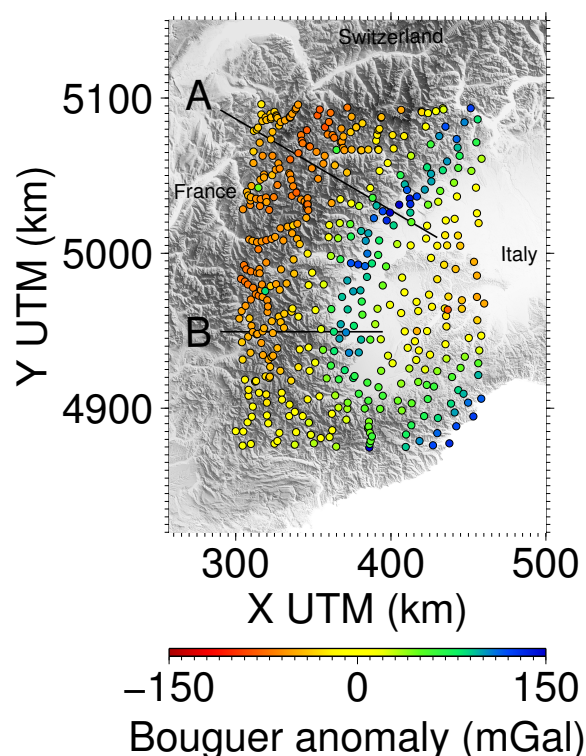 Switzerland
A
5100
France
Y UTM (km)
5000
Italy
B
4900
300 400 500
X UTM (km)
−150 0 150
Bouguer anomaly (mGal)